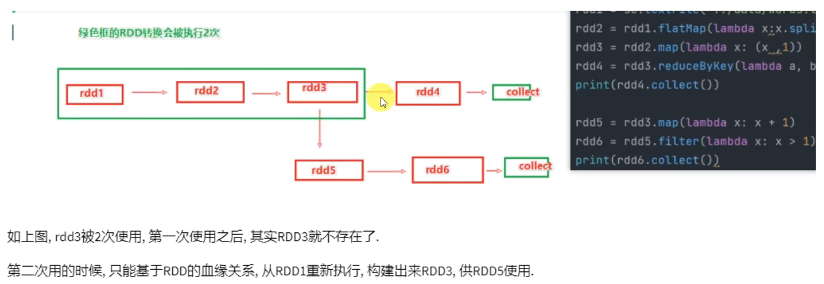 绿色框的RDD转换会被执行2次
rdd2 = rdd1.flatMap(lambda x:x.spli
rdd3 = rdd2.map(lambda x: (x ,1))
rdd4 = rdd3.reduceByKey(lambda a, b
print(rdd4.collect())
rdd5 = rdd3.map(lambda x: x + 1)
rdd6 = rdd5.filter(lambda x: x > 1)
print(rdd6.collect())
rdd1
rdd2
rdd3
rdd4
collect
rdd5
rdd6
collect
如上图, rdd3被2次使用, 第一次使用之后, 其实RDD3就不存在了.
第二次用的时候, 只能基于RDD的血缘关系, 从RDD1重新执行, 构建出来RDD3, 供RDD5使用.